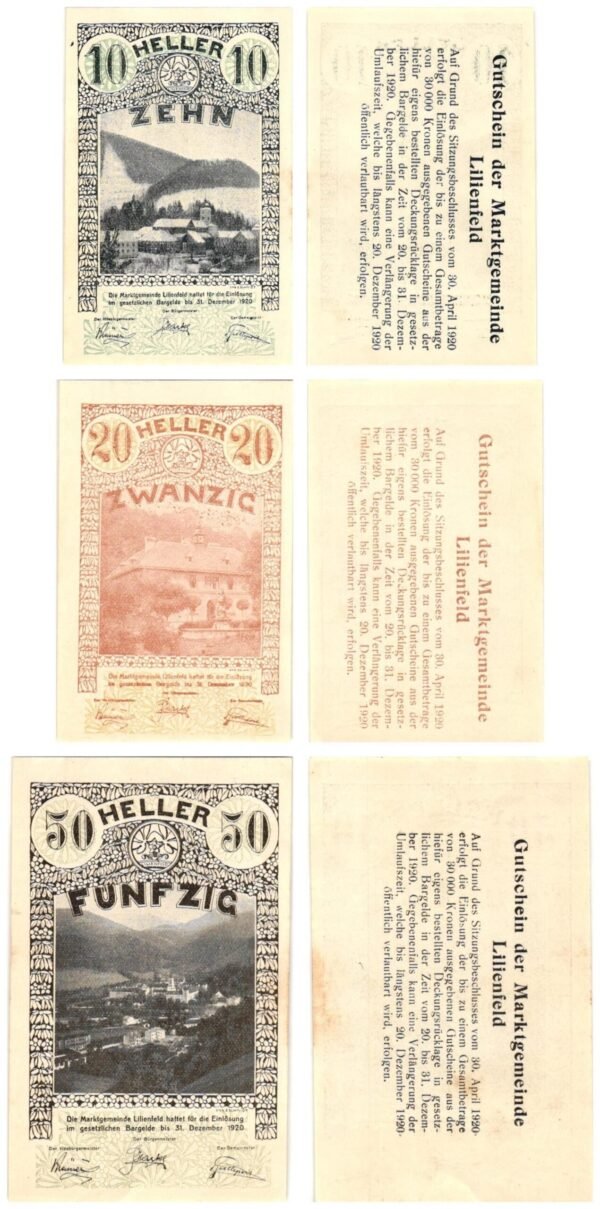 10 HELLER 10
ZEHN
Die Marktgemeinde Lilienfeld haftet für die Einlösung
im gesetzlichen Bargelde bis 31. Dezember 1920.
Der Vizebürgermeister Der Bürgermeister Der Gemeinderat
Gutschein der Marktgemeinde
Lilienfeld
Auf Grund des Sitzungsbeschlusses vom 30. April 1920
erfolgt die Einlösung der bis zu einem Gesamtbetrage
von 30 000 Kronen ausgegebenen Gutscheine aus der
hiefür eigens bestellten Deckungsrücklage in gesetz-
lichem Bargelde in der Zeit vom 20. bis 31. Dezem-
ber 1920. Gegebenenfalls kann eine Verlängerung der
Umlaufszeit, welche bis längstens 20. Dezember 1920
öffentlich verlautbart wird, erfolgen.
20 HELLER 20
ZWANZIG
Die Marktgemeinde Lilienfeld haftet für die Einlösung
im gesetzlichen Bargelde bis 31. Dezember 1920.
Gutschein der Marktgemeinde
Lilienfeld
Auf Grund des Sitzungsbeschlusses vom 30. April 1920
erfolgt die Einlösung der bis zu einem Gesamtbetrage
vom 30 000 Kronen ausgegebenen Gutscheine aus der
hiefür eigens bestellten Deckungsrücklage in gesetz-
lichem Bargelde in der Zeit vom 20. bis 31. Dezem-
ber 1920. Gegebenenfalls kann eine Verlängerung der
Umlaufszeit, welche bis längstens 20. Dezember 1920
öffentlich verlautbart wird, erfolgen.
50 HELLER 50
FÜNFZIG
Die Marktgemeinde Lilienfeld haftet für die Einlösung
im gesetzlichen Bargelde bis 31. Dezember 1920.
Der Vizebürgermeister Der Bürgermeister Der Gemeinderat
Gutschein der Marktgemeinde
Lilienfeld
Auf Grund des Sitzungsbeschlusses vom 30. April 1920
erfolgt die Einlösung der bis zu einem Gesamtbetrage
von 30 000 Kronen ausgegebenen Gutscheine aus der
hiefür eigens bestellten Deckungsrücklage in gesetz-
lichem Bargelde in der Zeit vom 20. bis 31. Dezem-
ber 1920. Gegebenenfalls kann eine Verlängerung der
Umlaufszeit, welche bis längstens 20. Dezember 1920
öffentlich verlautbart wird, erfolgen.